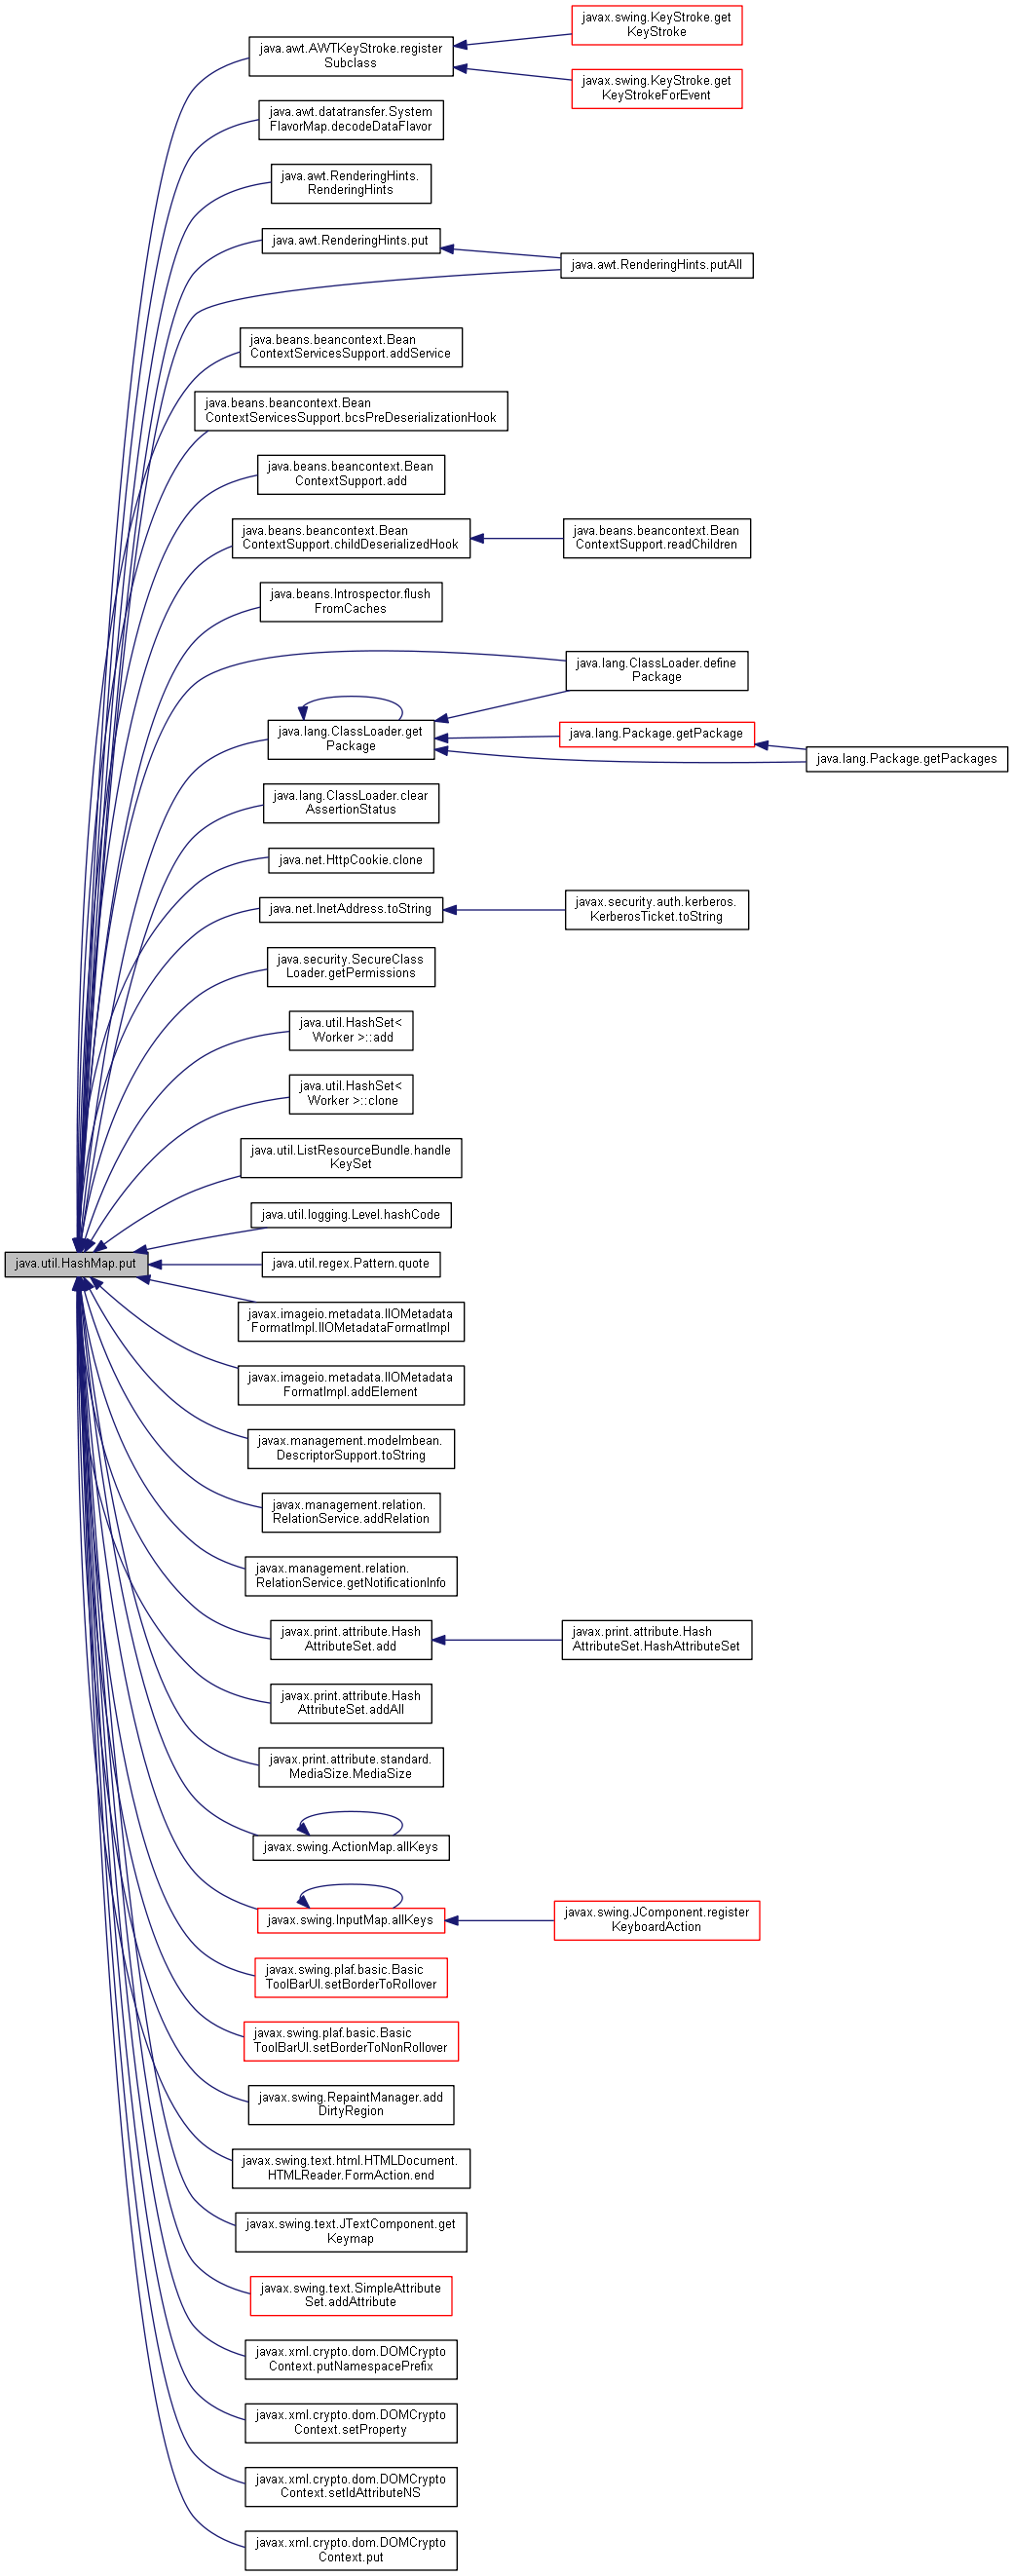 javax.swing.KeyStroke.get
KeyStroke
java.awt.AWTKeyStroke.register
Subclass
javax.swing.KeyStroke.get
KeyStrokeForEvent
java.awt.datatransfer.System
FlavorMap.decodeDataFlavor
java.awt.RenderingHints.
RenderingHints
java.awt.RenderingHints.put
java.awt.RenderingHints.putAll
java.beans.beancontext.Bean
ContextServicesSupport.addService
java.beans.beancontext.Bean
ContextServicesSupport.bcsPreDeserializationHook
java.beans.beancontext.Bean
ContextSupport.add
java.beans.beancontext.Bean
ContextSupport.childDeserializedHook
java.beans.beancontext.Bean
ContextSupport.readChildren
java.beans.Introspector.flush
FromCaches
java.lang.ClassLoader.define
Package
java.lang.ClassLoader.get
Package
java.lang.Package.getPackage
java.lang.Package.getPackages
java.lang.ClassLoader.clear
AssertionStatus
java.net.HttpCookie.clone
java.net.InetAddress.toString
javax.security.auth.kerberos.
KerberosTicket.toString
java.security.SecureClass
Loader.getPermissions
java.util.HashSet<
Worker >::add
java.util.HashSet<
Worker >::clone
java.util.ListResourceBundle.handle
KeySet
java.util.logging.Level.hashCode
java.util.HashMap.put
java.util.regex.Pattern.quote
javax.imageio.metadata.IIOMetadata
FormatImpl.IIOMetadataFormatImpl
javax.imageio.metadata.IIOMetadata
FormatImpl.addElement
javax.management.modelmbean.
DescriptorSupport.toString
javax.management.relation.
RelationService.addRelation
javax.management.relation.
RelationService.getNotificationInfo
javax.print.attribute.Hash
AttributeSet.add
javax.print.attribute.Hash
AttributeSet.HashAttributeSet
javax.print.attribute.Hash
AttributeSet.addAll
javax.print.attribute.standard.
MediaSize.MediaSize
javax.swing.ActionMap.allKeys
javax.swing.InputMap.allKeys
javax.swing.JComponent.register
KeyboardAction
javax.swing.plaf.basic.Basic
ToolBarUI.setBorderToRollover
javax.swing.plaf.basic.Basic
ToolBarUI.setBorderToNonRollover
javax.swing.RepaintManager.add
DirtyRegion
javax.swing.text.html.HTMLDocument.
HTMLReader.FormAction.end
javax.swing.text.JTextComponent.get
Keymap
javax.swing.text.SimpleAttribute
Set.addAttribute
javax.xml.crypto.dom.DOMCrypto
Context.putNamespacePrefix
javax.xml.crypto.dom.DOMCrypto
Context.setProperty
javax.xml.crypto.dom.DOMCrypto
Context.setIdAttributeNS
javax.xml.crypto.dom.DOMCrypto
Context.put